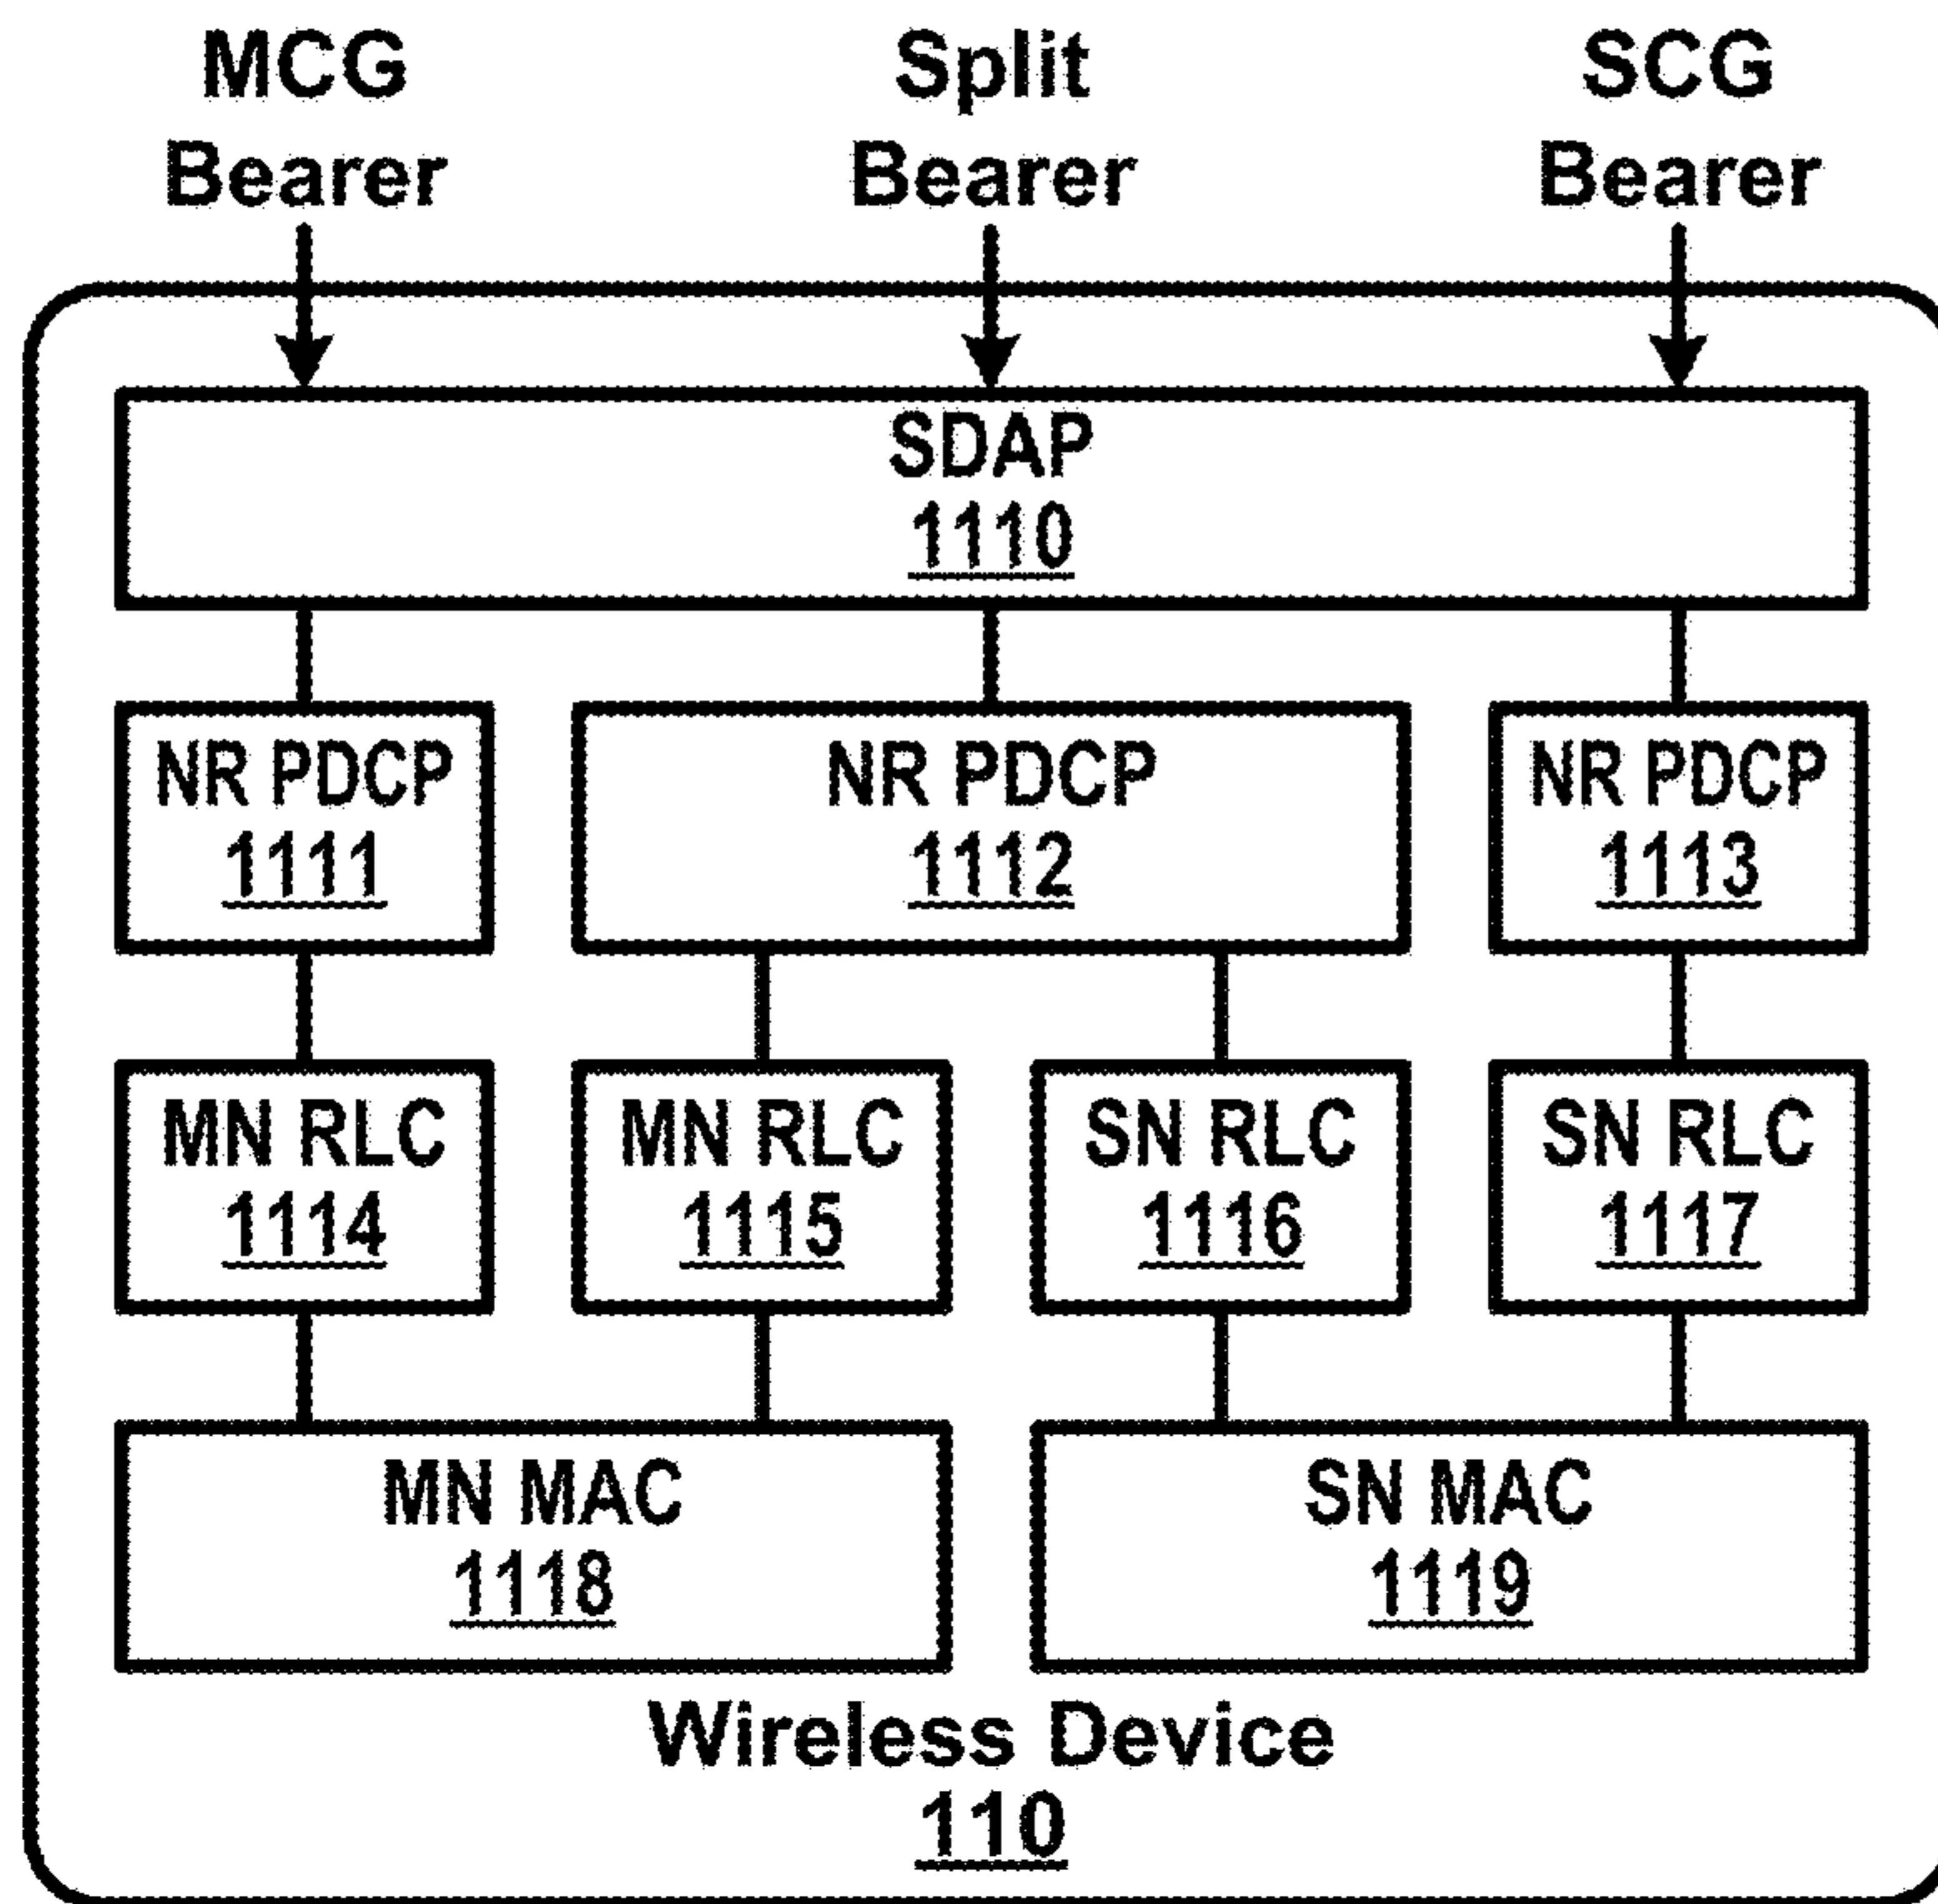 MCG
Bearer
Split
Bearer
SCG
Bearer
SDAP
1110
NR PDCP
1111
NR PDCP
1112
NR PDCP
1113
MN RLC
1114
MN RLC
1115
SN RLC
1116
SN RLC
1117
MN MAC
1118
SN MAC
1119
Wireless Device
110